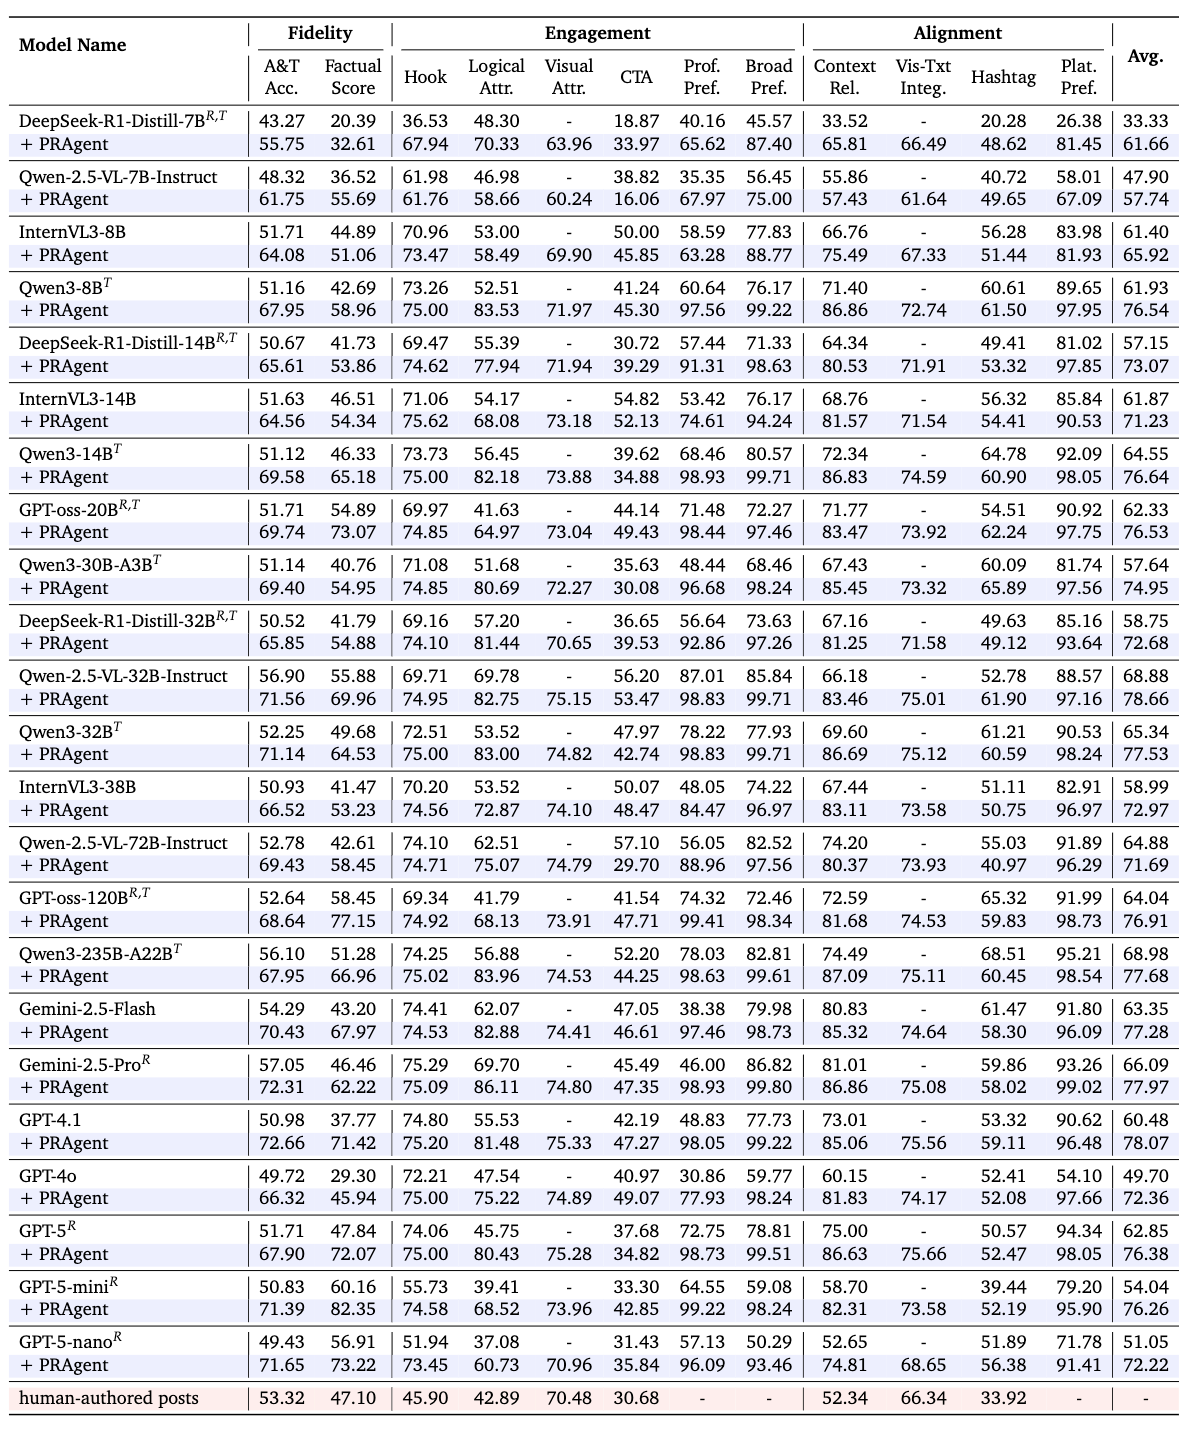 Model Name | Fidelity | Engagement | Alignment | Avg.
A&T Acc. | Factual Score | Hook | Logical Attr. | Visual Attr. | CTA | Prof. Pref. | Broad Pref. | Context Rel. | Vis-Txt Integ. | Hashtag | Plat. Pref.
DeepSeek-R1-Distill-7B^R,T | 43.27 | 20.39 | 36.53 | 48.30 | - | 18.87 | 40.16 | 45.57 | 33.52 | - | 20.28 | 26.38 | 33.33
+ PRAgent | 55.75 | 32.61 | 67.94 | 70.33 | 63.96 | 33.97 | 65.62 | 87.40 | 65.81 | 66.49 | 48.62 | 81.45 | 61.66
Qwen-2.5-VL-7B-Instruct | 48.32 | 36.52 | 61.98 | 46.98 | - | 38.82 | 35.35 | 56.45 | 55.86 | - | 40.72 | 58.01 | 47.90
+ PRAgent | 61.75 | 55.69 | 61.76 | 58.66 | 60.24 | 16.06 | 67.97 | 75.00 | 57.43 | 61.64 | 49.65 | 67.09 | 57.74
InternVL3-8B | 51.71 | 44.89 | 70.96 | 53.00 | - | 50.00 | 58.59 | 77.83 | 66.76 | - | 56.28 | 83.98 | 61.40
+ PRAgent | 64.08 | 51.06 | 73.47 | 58.49 | 69.90 | 45.85 | 63.28 | 88.77 | 75.49 | 67.33 | 51.44 | 81.93 | 65.92
Qwen3-8B^T | 51.16 | 42.69 | 73.26 | 52.51 | - | 41.24 | 60.64 | 76.17 | 71.40 | - | 60.61 | 89.65 | 61.93
+ PRAgent | 67.95 | 58.96 | 75.00 | 83.53 | 71.97 | 45.30 | 97.56 | 99.22 | 86.86 | 72.74 | 61.50 | 97.95 | 76.54
DeepSeek-R1-Distill-14B^R,T | 50.67 | 41.73 | 69.47 | 55.39 | - | 30.72 | 57.44 | 71.33 | 64.34 | - | 49.41 | 81.02 | 57.15
+ PRAgent | 65.61 | 53.86 | 74.62 | 77.94 | 71.94 | 39.29 | 91.31 | 98.63 | 80.53 | 71.91 | 53.32 | 97.85 | 73.07
InternVL3-14B | 51.63 | 46.51 | 71.06 | 54.17 | - | 54.82 | 53.42 | 76.17 | 68.76 | - | 56.32 | 85.84 | 61.87
+ PRAgent | 64.56 | 54.34 | 75.62 | 68.08 | 73.18 | 52.13 | 74.61 | 94.24 | 81.57 | 71.54 | 54.41 | 90.53 | 71.23
Qwen3-14B^T | 51.12 | 46.33 | 73.73 | 56.45 | - | 39.62 | 68.46 | 80.57 | 72.34 | - | 64.78 | 92.09 | 64.55
+ PRAgent | 69.58 | 65.18 | 75.00 | 82.18 | 73.88 | 34.88 | 98.93 | 99.71 | 86.83 | 74.59 | 60.90 | 98.05 | 76.64
GPT-oss-20B^R,T | 51.71 | 54.89 | 69.97 | 41.63 | - | 44.14 | 71.48 | 72.27 | 71.77 | - | 54.51 | 90.92 | 62.33
+ PRAgent | 69.74 | 73.07 | 74.85 | 64.97 | 73.04 | 49.43 | 98.44 | 97.46 | 83.47 | 73.92 | 62.24 | 97.75 | 76.53
Qwen3-30B-A3B^T | 51.14 | 40.76 | 71.08 | 51.68 | - | 35.63 | 48.44 | 68.46 | 67.43 | - | 60.09 | 81.74 | 57.64
+ PRAgent | 69.40 | 54.95 | 74.85 | 80.69 | 72.27 | 30.08 | 96.68 | 98.24 | 85.45 | 73.32 | 65.89 | 97.56 | 74.95
DeepSeek-R1-Distill-32B^R,T | 50.52 | 41.79 | 69.16 | 57.20 | - | 36.65 | 56.64 | 73.63 | 67.16 | - | 49.63 | 85.16 | 58.75
+ PRAgent | 65.85 | 54.88 | 74.10 | 81.44 | 70.65 | 39.53 | 92.86 | 97.26 | 81.25 | 71.58 | 49.12 | 93.64 | 72.68
Qwen-2.5-VL-32B-Instruct | 56.90 | 55.88 | 69.71 | 69.78 | - | 56.20 | 87.01 | 85.84 | 66.18 | - | 52.78 | 88.57 | 68.88
+ PRAgent | 71.56 | 69.96 | 74.95 | 82.75 | 75.15 | 53.47 | 98.83 | 99.71 | 83.46 | 75.01 | 61.90 | 97.16 | 78.66
Qwen3-32B^T | 52.25 | 49.68 | 72.51 | 53.52 | - | 47.97 | 78.22 | 77.93 | 69.60 | - | 61.21 | 90.53 | 65.34
+ PRAgent | 71.14 | 64.53 | 75.00 | 83.00 | 74.82 | 42.74 | 98.83 | 99.71 | 86.69 | 75.12 | 60.59 | 98.24 | 77.53
InternVL3-38B | 50.93 | 41.47 | 70.20 | 53.52 | - | 50.07 | 48.05 | 74.22 | 67.44 | - | 51.11 | 82.91 | 58.99
+ PRAgent | 66.52 | 53.23 | 74.56 | 72.87 | 74.10 | 48.47 | 84.47 | 96.97 | 83.11 | 73.58 | 50.75 | 96.97 | 72.97
Qwen-2.5-VL-72B-Instruct | 52.78 | 42.61 | 74.10 | 62.51 | - | 57.10 | 56.05 | 82.52 | 74.20 | - | 55.03 | 91.89 | 64.88
+ PRAgent | 69.43 | 58.45 | 74.71 | 75.07 | 74.79 | 29.70 | 88.96 | 97.56 | 80.37 | 73.93 | 40.97 | 96.29 | 71.69
GPT-oss-120B^R,T | 52.64 | 58.45 | 69.34 | 41.79 | - | 41.54 | 74.32 | 72.46 | 72.59 | - | 65.32 | 91.99 | 64.04
+ PRAgent | 68.64 | 77.15 | 74.92 | 68.13 | 73.91 | 47.71 | 99.41 | 98.34 | 81.68 | 74.53 | 59.83 | 98.73 | 76.91
Qwen3-235B-A22B^T | 56.10 | 51.28 | 74.25 | 56.88 | - | 52.20 | 78.03 | 82.81 | 74.49 | - | 68.51 | 95.21 | 68.98
+ PRAgent | 67.95 | 66.96 | 75.02 | 83.96 | 74.53 | 44.25 | 98.63 | 99.61 | 87.09 | 75.11 | 60.45 | 98.54 | 77.68
Gemini-2.5-Flash | 54.29 | 43.20 | 74.41 | 62.07 | - | 47.05 | 38.38 | 79.98 | 80.83 | - | 61.47 | 91.80 | 63.35
+ PRAgent | 70.43 | 67.97 | 74.53 | 82.88 | 74.41 | 46.61 | 97.46 | 98.73 | 85.32 | 74.64 | 58.30 | 96.09 | 77.28
Gemini-2.5-Pro^R | 57.05 | 46.46 | 75.29 | 69.70 | - | 45.49 | 46.00 | 86.82 | 81.01 | - | 59.86 | 93.26 | 66.09
+ PRAgent | 72.31 | 62.22 | 75.09 | 86.11 | 74.80 | 47.35 | 98.93 | 99.80 | 86.86 | 75.08 | 58.02 | 99.02 | 77.97
GPT-4.1 | 50.98 | 37.77 | 74.80 | 55.53 | - | 42.19 | 48.83 | 77.73 | 73.01 | - | 53.32 | 90.62 | 60.48
+ PRAgent | 72.66 | 71.42 | 75.20 | 81.48 | 75.33 | 47.27 | 98.05 | 99.22 | 85.06 | 75.56 | 59.11 | 96.48 | 78.07
GPT-4o | 49.72 | 29.30 | 72.21 | 47.54 | - | 40.97 | 30.86 | 59.77 | 60.15 | - | 52.41 | 54.10 | 49.70
+ PRAgent | 66.32 | 45.94 | 75.00 | 75.22 | 74.89 | 49.07 | 77.93 | 98.24 | 81.83 | 74.17 | 52.08 | 97.66 | 72.36
GPT-5^R | 51.71 | 47.84 | 74.06 | 45.75 | - | 37.68 | 72.75 | 78.81 | 75.00 | - | 50.57 | 94.34 | 62.85
+ PRAgent | 67.90 | 72.07 | 75.00 | 80.43 | 75.28 | 34.82 | 98.73 | 99.51 | 86.63 | 75.66 | 52.47 | 98.05 | 76.38
GPT-5-mini^R | 50.83 | 60.16 | 55.73 | 39.41 | - | 33.30 | 64.55 | 59.08 | 58.70 | - | 39.44 | 79.20 | 54.04
+ PRAgent | 71.39 | 82.35 | 74.58 | 68.52 | 73.96 | 42.85 | 99.22 | 98.24 | 82.31 | 73.58 | 52.19 | 95.90 | 76.26
GPT-5-nano^R | 49.43 | 56.91 | 51.94 | 37.08 | - | 31.43 | 57.13 | 50.29 | 52.65 | - | 51.89 | 71.78 | 51.05
+ PRAgent | 71.65 | 73.22 | 73.45 | 60.73 | 70.96 | 35.84 | 96.09 | 93.46 | 74.81 | 68.65 | 56.38 | 91.41 | 72.22
human-authored posts | 53.32 | 47.10 | 45.90 | 42.89 | 70.48 | 30.68 | - | - | 52.34 | 66.34 | 33.92 | - | -